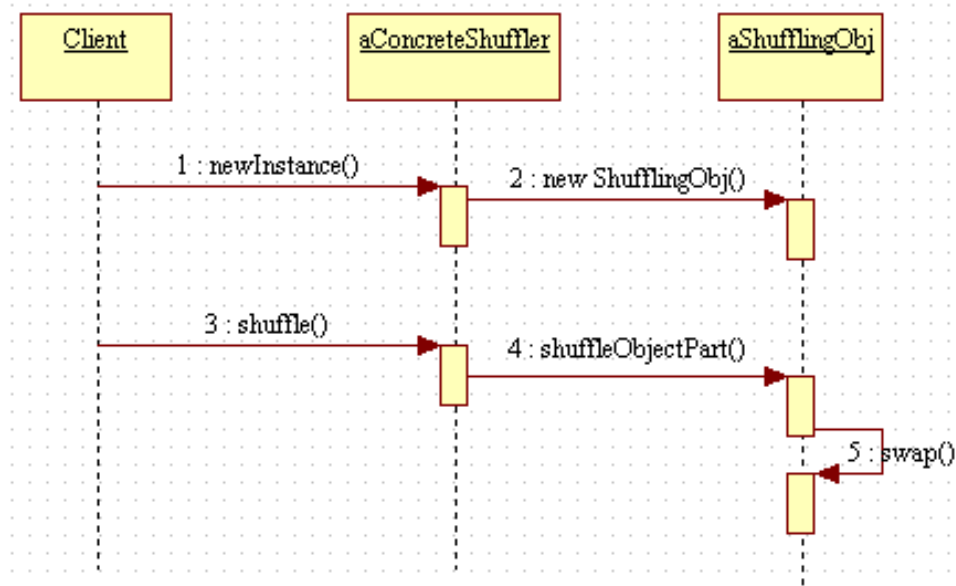 Client
aConcreteShuffler
aShufflingObj
1 : newInstance()
2 : new ShufflingObj()
3 : shuffle()
4 : shuffleObjectPart()
5 : swap()